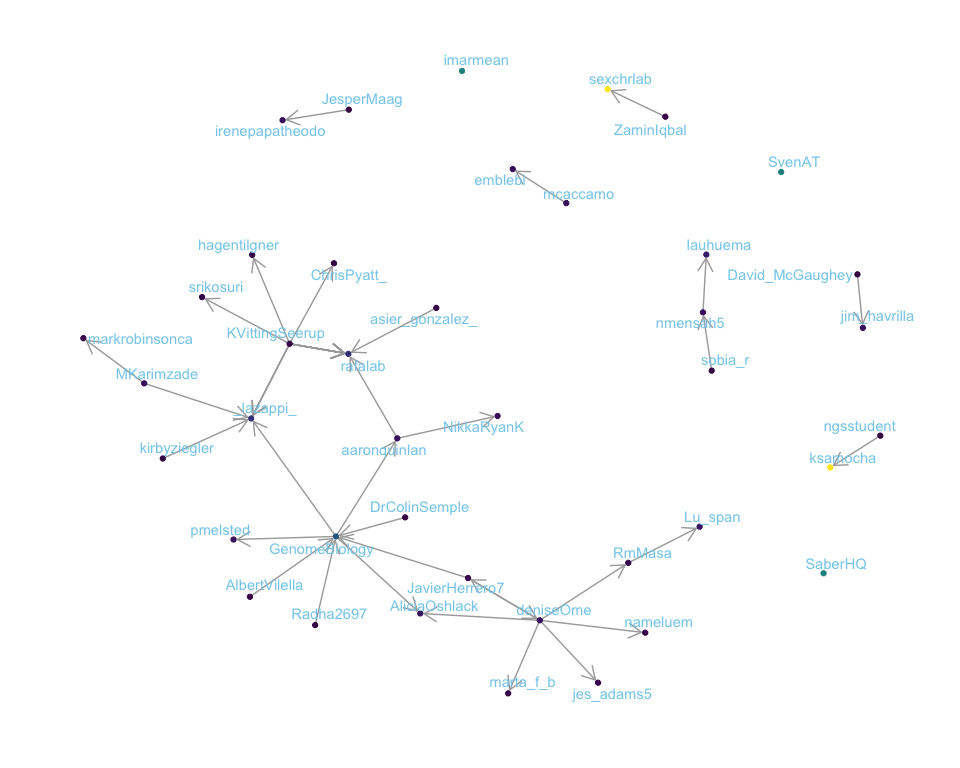 imarmean
sexchrlab
JesperMaag
irenepapatheodo
ZaminIqbal
SvenAT
emblebi
mcaccamo
hagentilgner
lauhuema
ChrisPyatt_
David_McGaughey
srikosuri
asier_gonzalez_
jim_havrilla
nmensah5
KVittingSeerup
markrobinsonca
rafalab
sobia_r
MKarimzade
_lazappi_
NikkaRyanK
ngsstudent
kirbyziegler
aaronquinlan
ksamocha
DrColinSemple
Lu_span
pmelsted
GenomeBiology
RmMasa
SaberHQ
AlbertVilella
JavierHerrero7
Radha2697
AliciaOshlack
deniseOme
nameluem
maria_f_b
jes_adams5